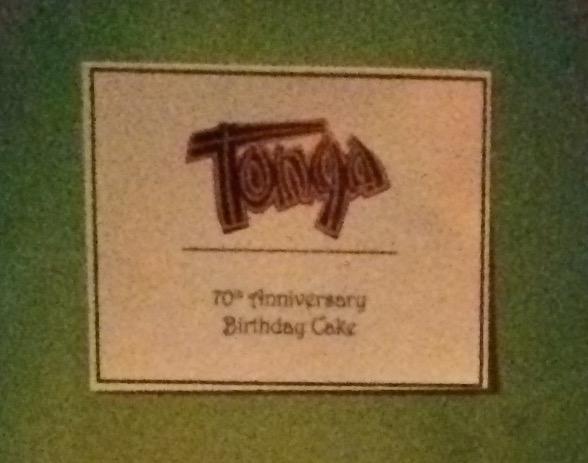 Tonga
70th Anniversary
Birthday Cake